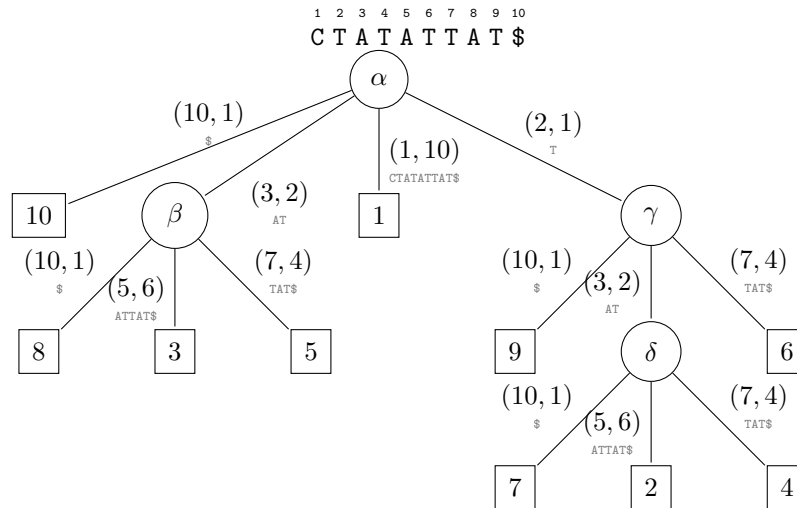 1 2 3 4 5 6 7 8 9 10
C T A T A T T A T $
α
(10, 1)
$
(3, 2)
AT
(1, 10)
CTATATTAT$
(2, 1)
T
10
β
1
γ
(10, 1)
$
(5, 6)
ATTAT$
(7, 4)
TAT$
(10, 1)
$
(3, 2)
AT
(7, 4)
TAT$
8
3
5
9
δ
6
(10, 1)
$
(5, 6)
ATTAT$
(7, 4)
TAT$
7
2
4